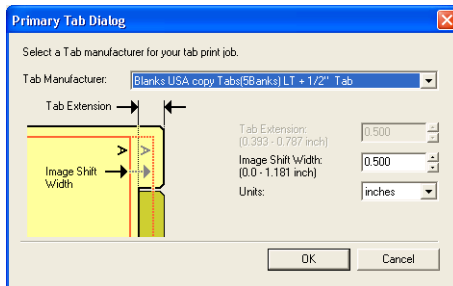 Primary Tab Dialog
Select a Tab manufacturer for your tab print job.
Tab Manufacturer: Blanks USA copy Tabs(5Banks) LT + 1/2" Tab
Tab Extension
A A
Image Shift
Width
Tab Extension: 0.500
(0.393 - 0.787 inch)
Image Shift Width: 0.500
(0.0 - 1.181 inch)
Units: inches
OK Cancel